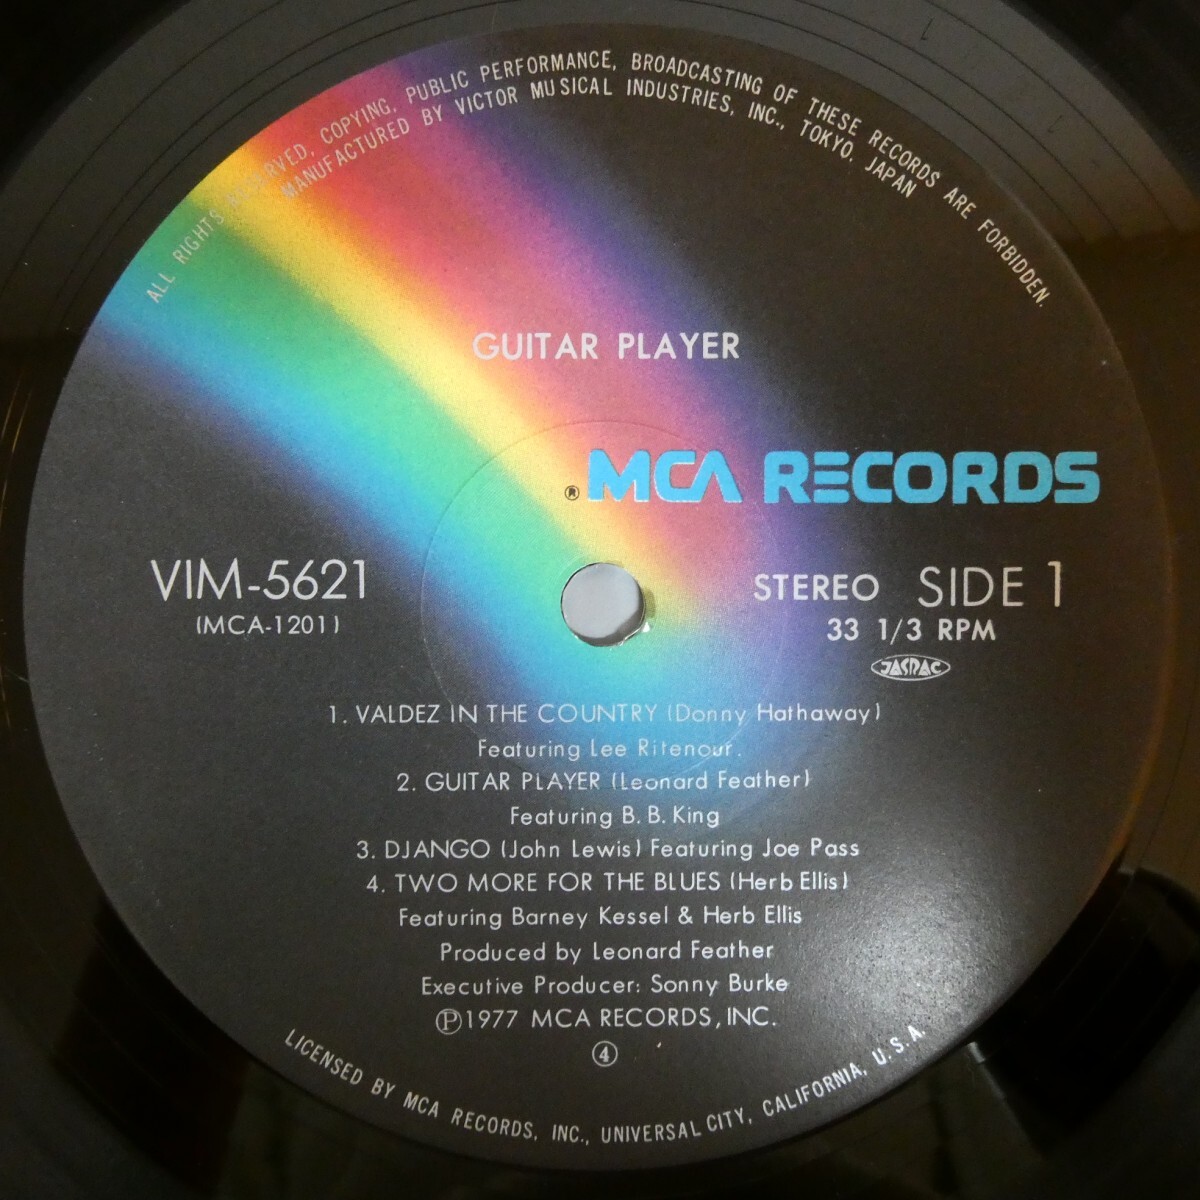 ALL RIGHTS RESERVED, COPYING, PUBLIC PERFORMANCE, BROADCASTING OF THESE RECORDS ARE FORBIDDEN.
MANUFACTURED BY VICTOR MUSICAL INDUSTRIES, INC., TOKYO, JAPAN
GUITAR PLAYER
® MCA RECORDS
VIM-5621
(MCA-1201)
STEREO SIDE 1
33 1/3 RPM
JASRAC
1. VALDEZ IN THE COUNTRY (Donny Hathaway)
Featuring Lee Ritenour.
2. GUITAR PLAYER (Leonard Feather)
Featuring B. B. King
3. DJANGO (John Lewis) Featuring Joe Pass
4. TWO MORE FOR THE BLUES (Herb Ellis)
Featuring Barney Kessel & Herb Ellis
Produced by Leonard Feather
Executive Producer: Sonny Burke
Ⓟ1977 MCA RECORDS, INC.
④
LICENSED BY MCA RECORDS, INC., UNIVERSAL CITY, CALIFORNIA, U.S.A.